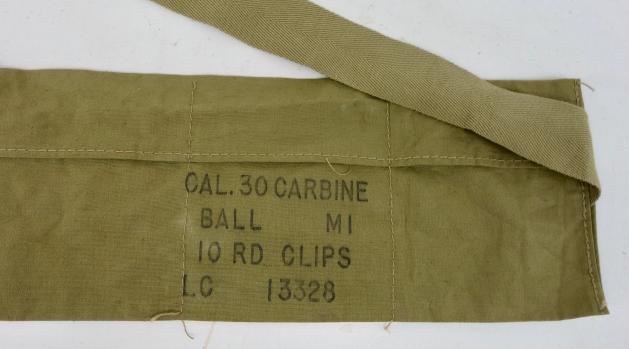 CAL. 30 CARBINE
BALL M1
10 RD CLIPS
LC 13328